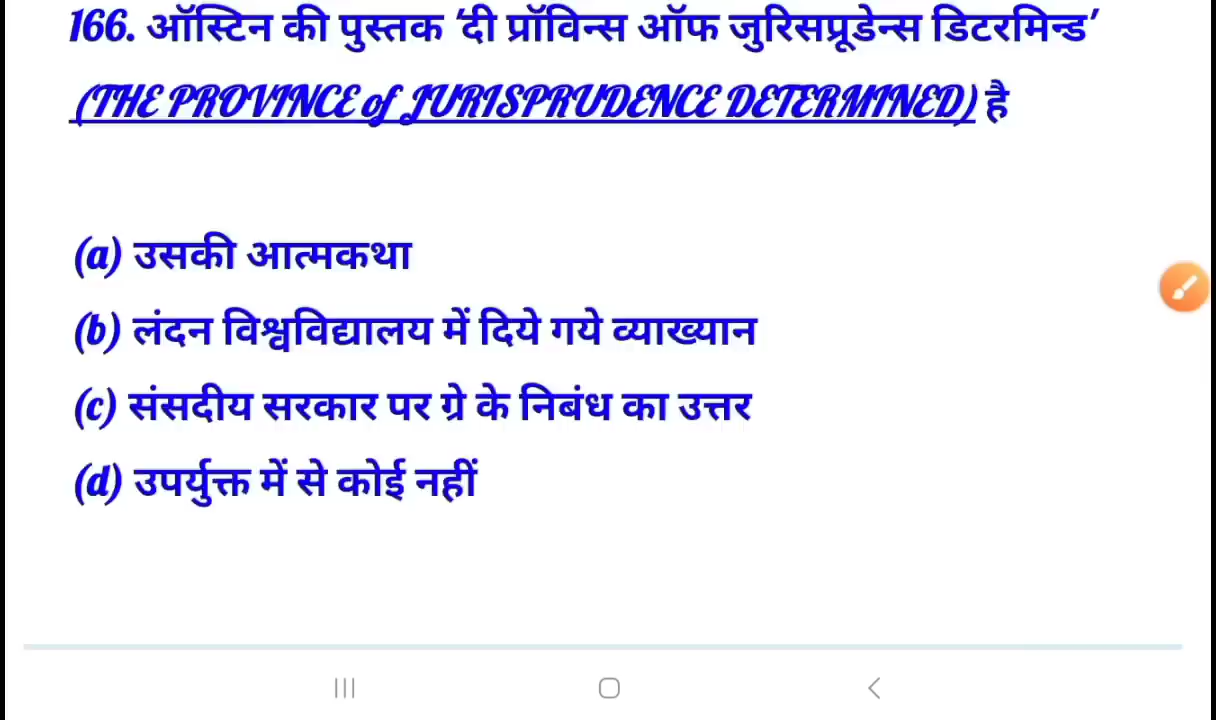 166. ऑस्टिन की पुस्तक ‘दी प्रॉविन्स ऑफ जुरिसप्रूडेन्स डिटरमिन्ड’
(THE PROVINCE of JURISPRUDENCE DETERMINED) है
(a) उसकी आत्मकथा
(b) लंदन विश्वविद्यालय में दिये गये व्याख्यान
(c) संसदीय सरकार पर ग्रे के निबंध का उत्तर
(d) उपर्युक्त में से कोई नहीं